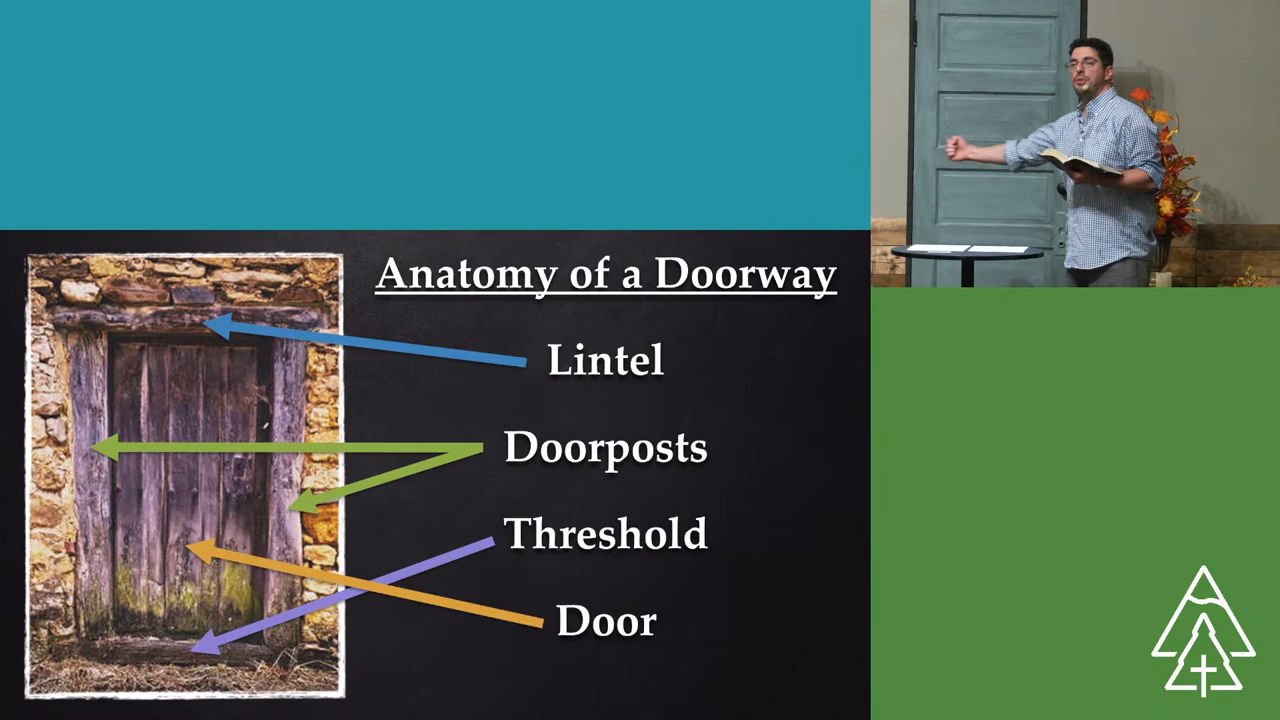 Anatomy of a Doorway
Lintel
Doorposts
Threshold
Door